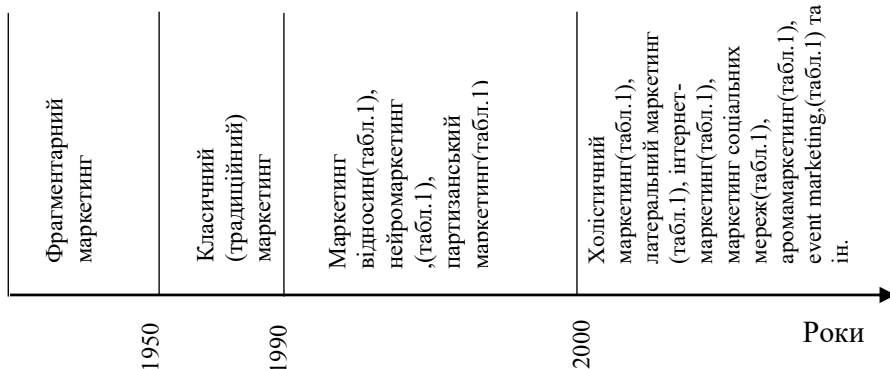 Фрагментарний
маркетинг
Класичний
(традиційний)
маркетинг
Маркетинг
відносин(табл.1),
нейромаркетинг
,(табл.1),
партизанський
маркетинг(табл.1)
Холістичний
маркетинг(табл.1),
латеральний маркетинг
(табл.1), інтернет-
маркетинг(табл.1),
маркетинг соціальних
мереж(табл.1),
аромамаркетинг(табл.1),
event marketing,(табл.1) та
ін.
1950
1990
2000
Роки